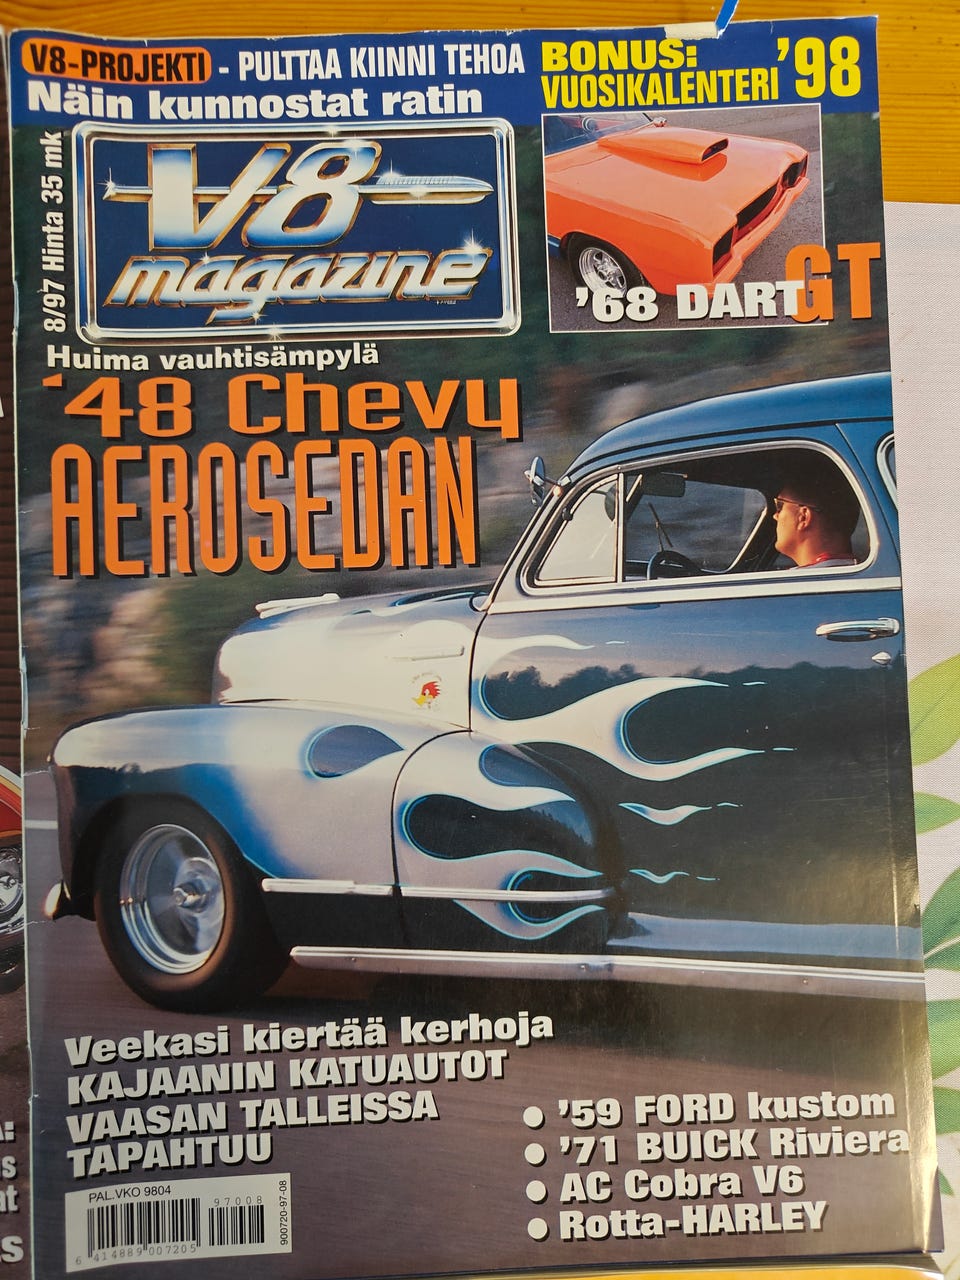 V8-PROJEKTI - PULTTAA KIINNI TEHOA
Näin kunnostat ratin
BONUS:
VUOSIKALENTERI '98
8/97 Hinta 35 mk
V8
magazine
'68 DART GT
Huima vauhtisämpylä
'48 Chevy
AEROSEDAN
Veekasi kiertää kerhoja
KAJAANIN KATUAUTOT
VAASAN TALLEISSA
TAPAHTUU
'59 FORD kustom
'71 BUICK Riviera
AC Cobra V6
Rotta-HARLEY
PAL.VKO 9804
97008
6 414889 007205
900720-97-08